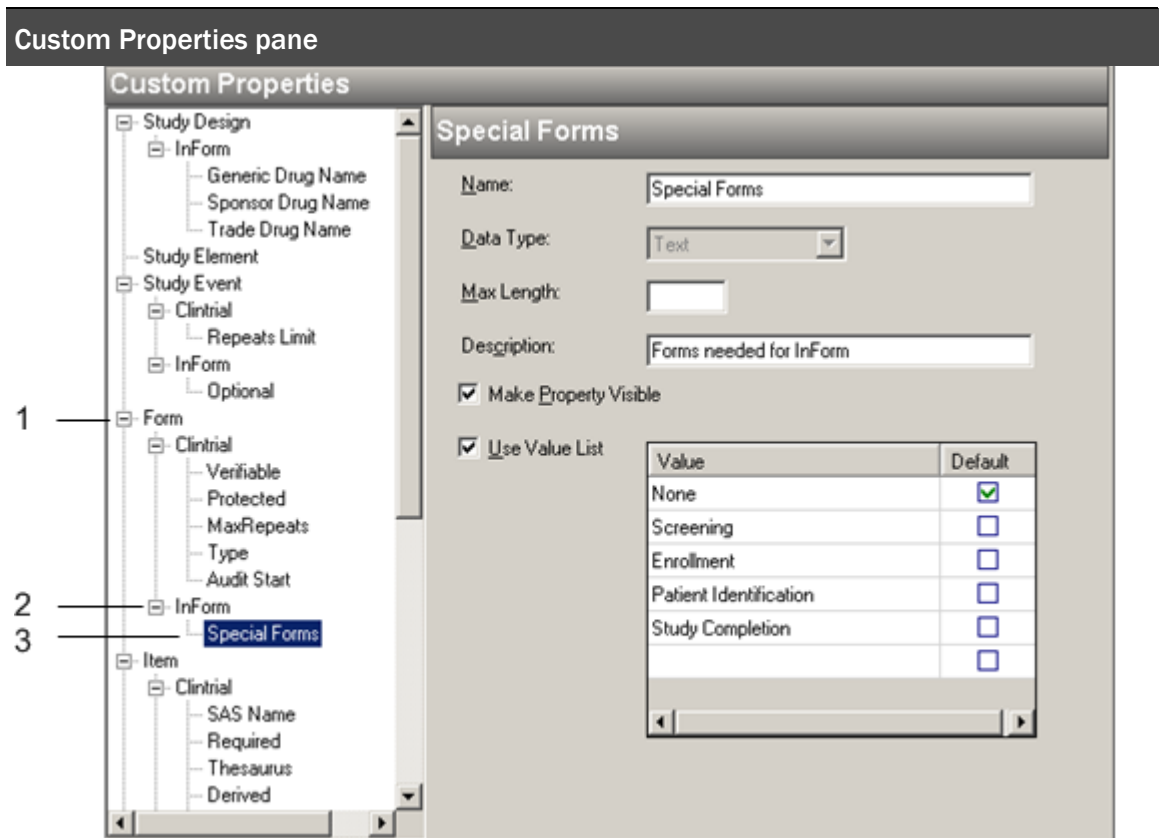 Custom Properties pane
Custom Properties
Study Design
InForm
Generic Drug Name
Sponsor Drug Name
Trade Drug Name
Study Element
Study Event
Clintrial
Repeats Limit
InForm
Optional
1
Form
Clintrial
Verifiable
Protected
MaxRepeats
Type
Audit Start
2
InForm
3
Special Forms
Item
Clintrial
SAS Name
Required
Thesaurus
Derived
Special Forms
Name: Special Forms
Data Type: Text
Max Length:
Description: Forms needed for InForm
Make Property Visible
Use Value List
Value Default
None
Screening
Enrollment
Patient Identification
Study Completion